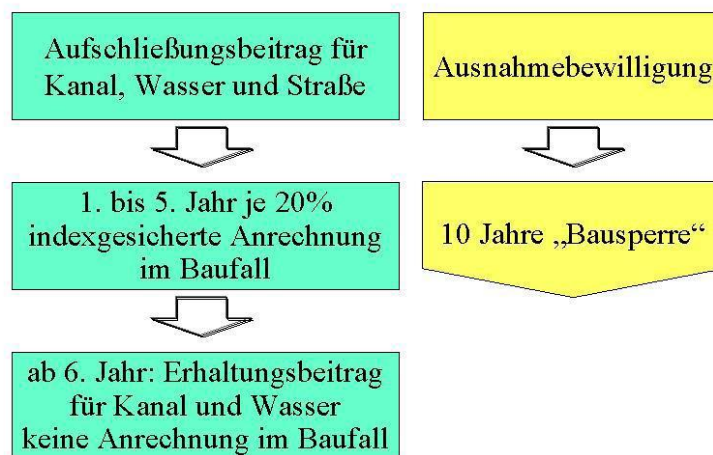 Aufschließungsbeitrag für
Kanal, Wasser und Straße
1. bis 5. Jahr je 20%
indexgesicherte Anrechnung
im Baufall
ab 6. Jahr: Erhaltungsbeitrag
für Kanal und Wasser
keine Anrechnung im Baufall
Ausnahmebewilligung
10 Jahre „Bausperre“